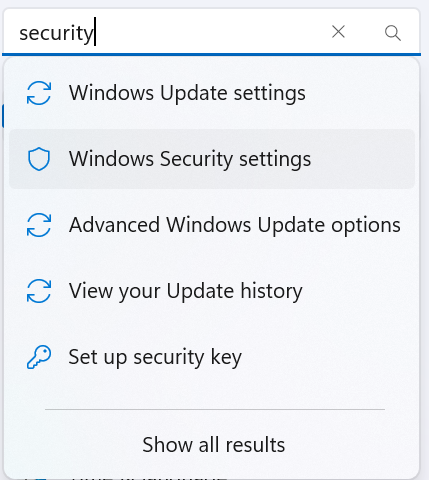 security
Windows Update settings
Windows Security settings
Advanced Windows Update options
View your Update history
Set up security key
Show all results